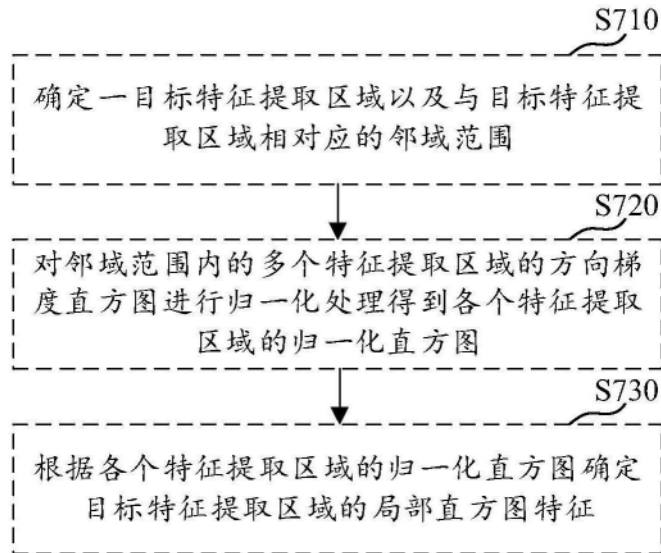 S710
确定一目标特征提取区域以及与目标特征提
取区域相对应的邻域范围
S720
对邻域范围内的多个特征提取区域的方向梯
度直方图进行归一化处理得到各个特征提取
区域的归一化直方图
S730
根据各个特征提取区域的归一化直方图确定
目标特征提取区域的局部直方图特征